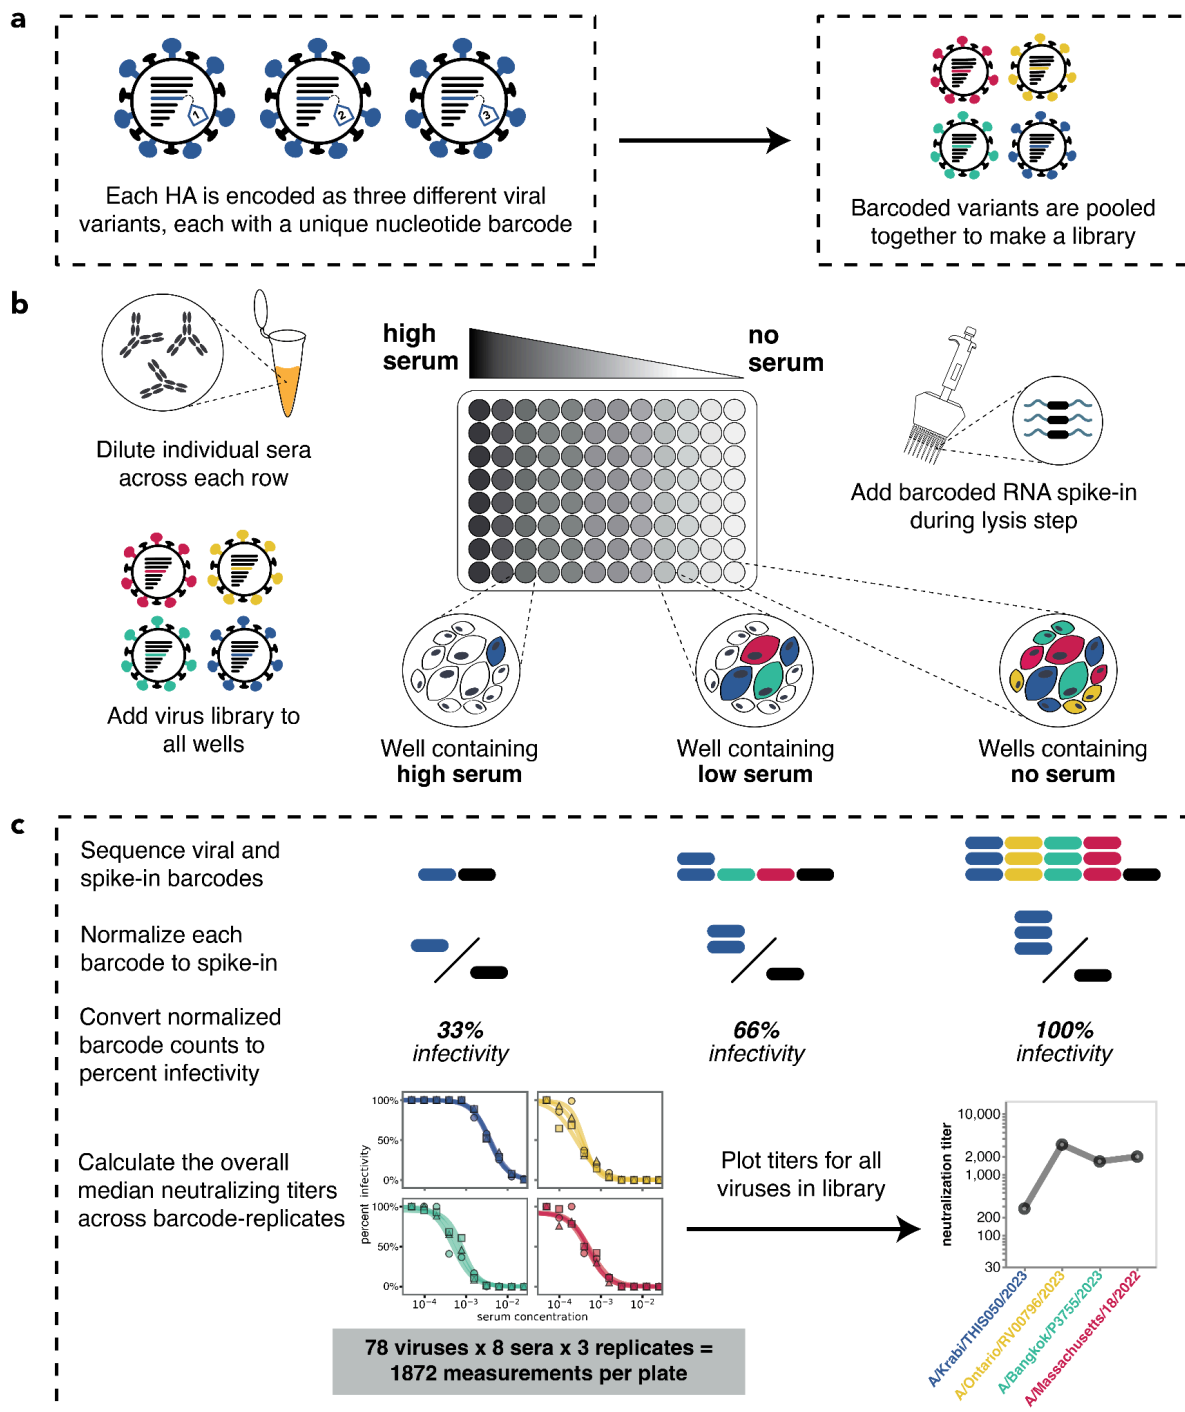 a
1
2
3
Each HA is encoded as three different viral
variants, each with a unique nucleotide barcode
Barcoded variants are pooled
together to make a library
b
high
serum
no
serum
Dilute individual sera
across each row
Add barcoded RNA spike-in
during lysis step
Add virus library to
all wells
Well containing
high serum
Well containing
low serum
Wells containing
no serum
c
Sequence viral and
spike-in barcodes
Normalize each
barcode to spike-in
Convert normalized
barcode counts to
percent infectivity
33%
infectivity
66%
infectivity
100%
infectivity
Calculate the overall
median neutralizing titers
across barcode-replicates
percent infectivity
100%
50%
0%
100%
50%
0%
10⁻⁴
10⁻³
10⁻²
10⁻⁴
10⁻³
10⁻²
serum concentration
78 viruses x 8 sera x 3 replicates =
1872 measurements per plate
Plot titers for all
viruses in library
neutralization titer
10,000
2,000
1,000
200
100
30
A/Krabi/THIS050/2023
A/Ontario/RV00796/2023
A/Bangkok/P3755/2023
A/Massachusetts/18/2022